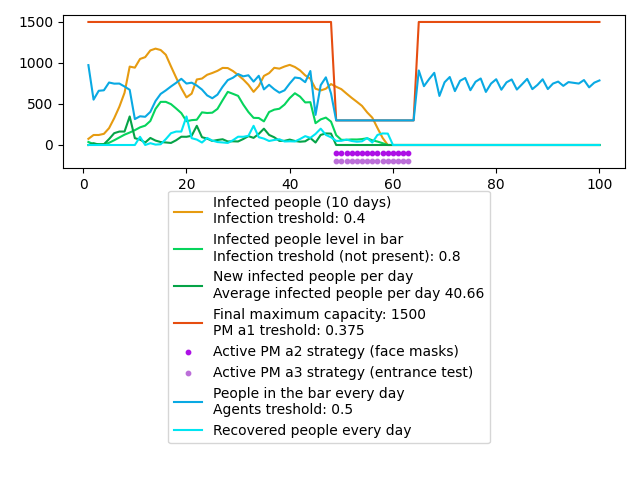 1500
1000
500
0
0 20 40 60 80 100
Infected people (10 days)
Infection treshold: 0.4
Infected people level in bar
Infection treshold (not present): 0.8
New infected people per day
Average infected people per day 40.66
Final maximum capacity: 1500
PM a1 treshold: 0.375
Active PM a2 strategy (face masks)
Active PM a3 strategy (entrance test)
People in the bar every day
Agents treshold: 0.5
Recovered people every day